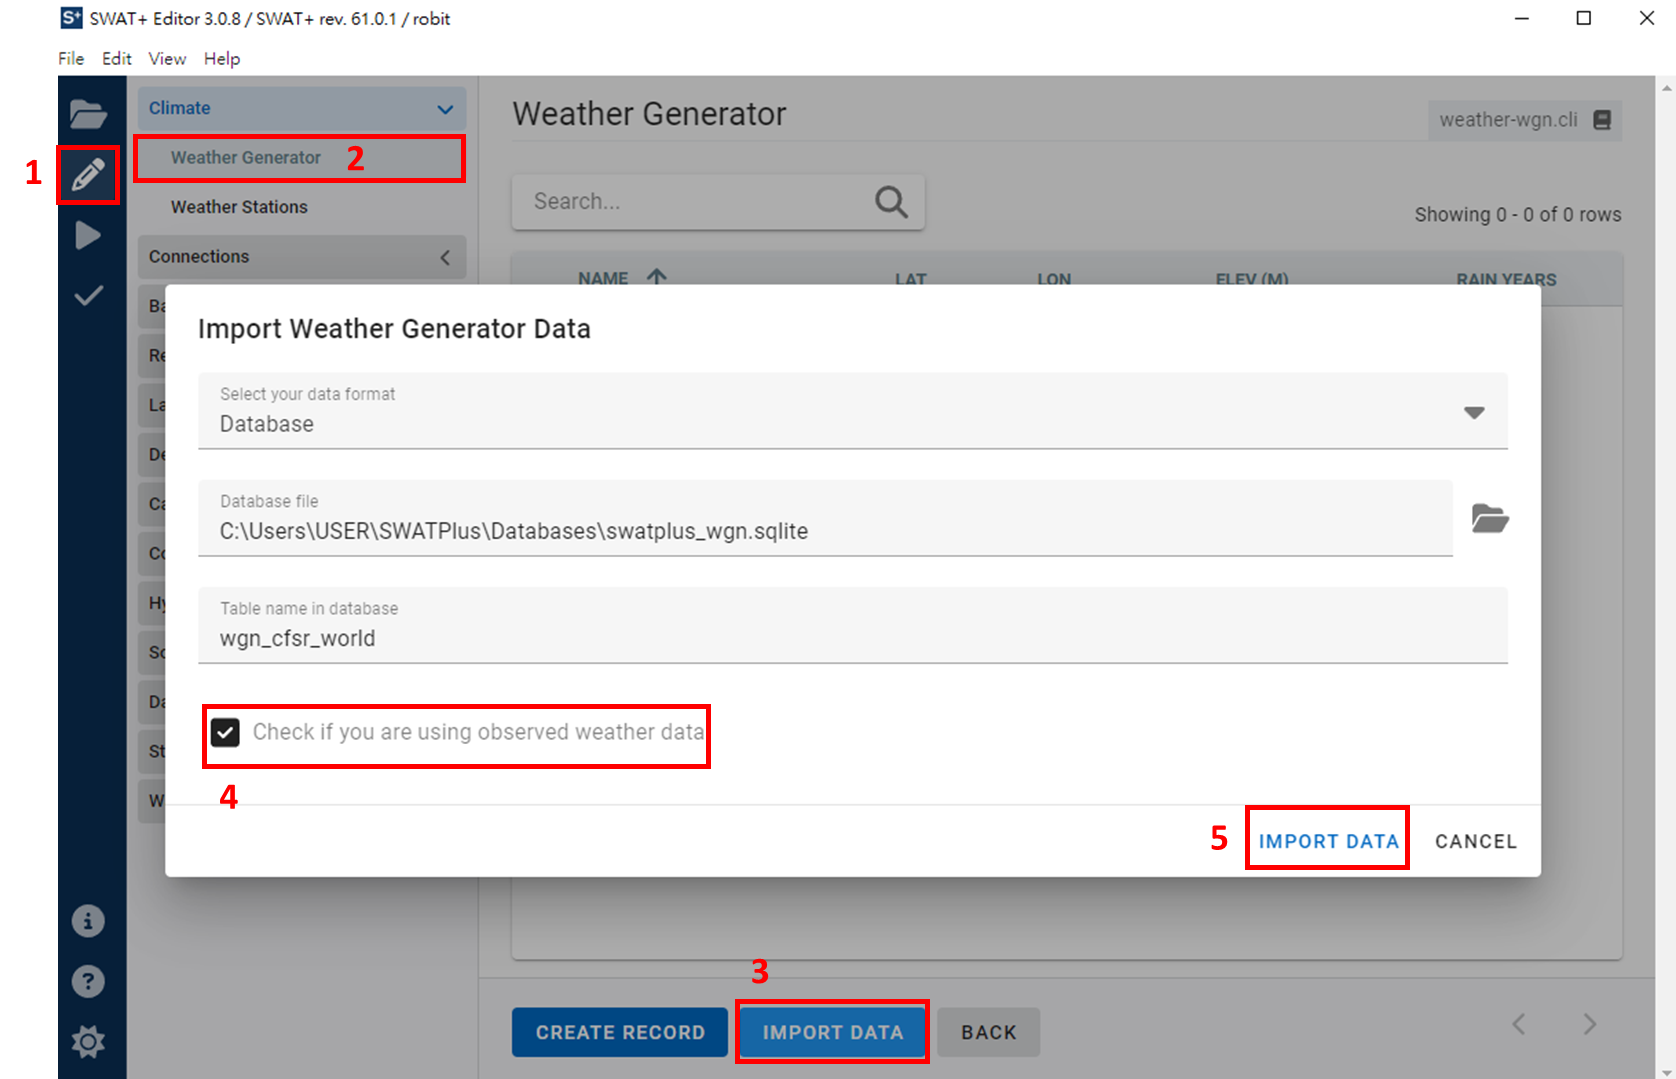 S+ SWAT+ Editor 3.0.8 / SWAT+ rev. 61.0.1 / robit
File Edit View Help
Climate
Weather Generator
weather-wgn.cli
1
Weather Generator 2
Search...
Weather Stations
Showing 0 - 0 of 0 rows
Connections
NAME LAT LON ELEV (M) RAIN YEARS
Ba
Import Weather Generator Data
Re
Select your data format
La
Database
De
Database file
Ca
C:\Users\USER\SWATPlus\Databases\swatplus_wgn.sqlite
Co
Hy
Table name in database
wgn_cfsr_world
So
Da
Check if you are using observed weather data
St
4
W
5
IMPORT DATA CANCEL
3
CREATE RECORD IMPORT DATA BACK